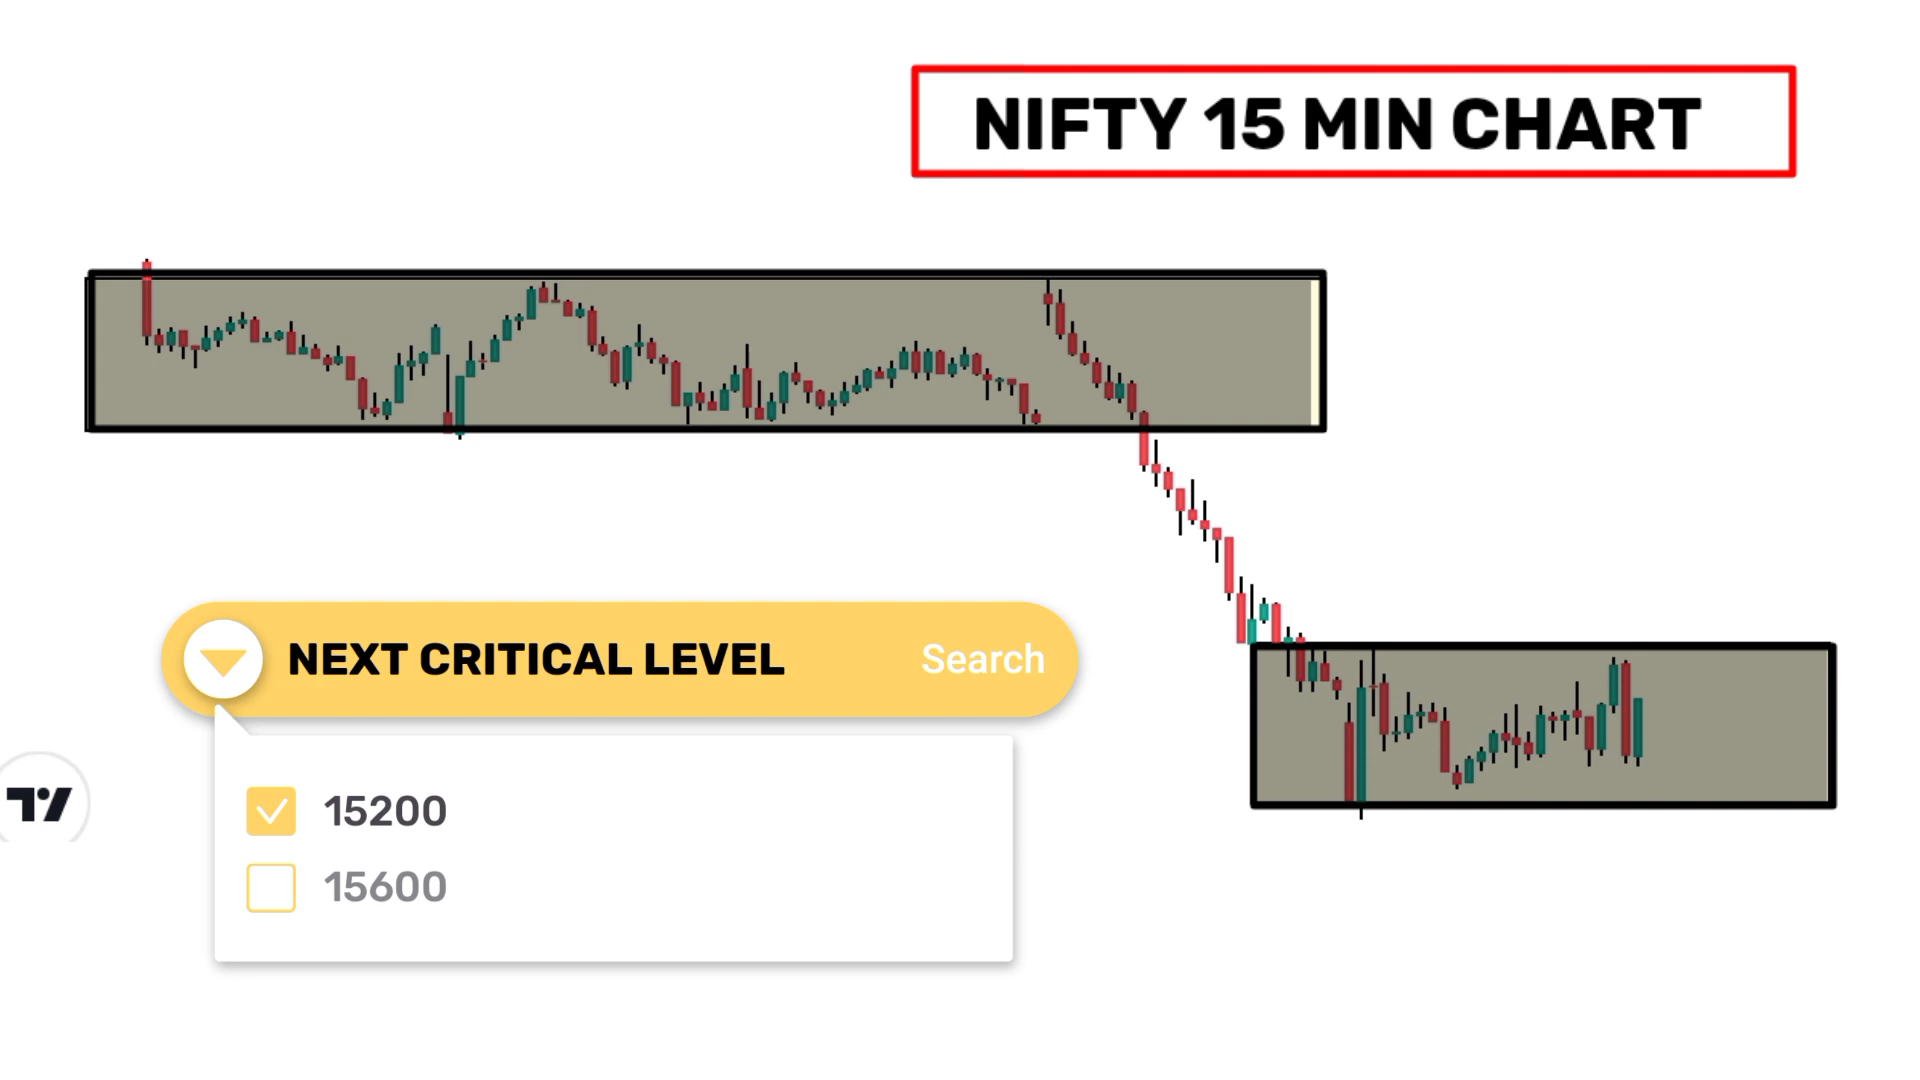 NIFTY 15 MIN CHART
NEXT CRITICAL LEVEL
Search
15200
15600